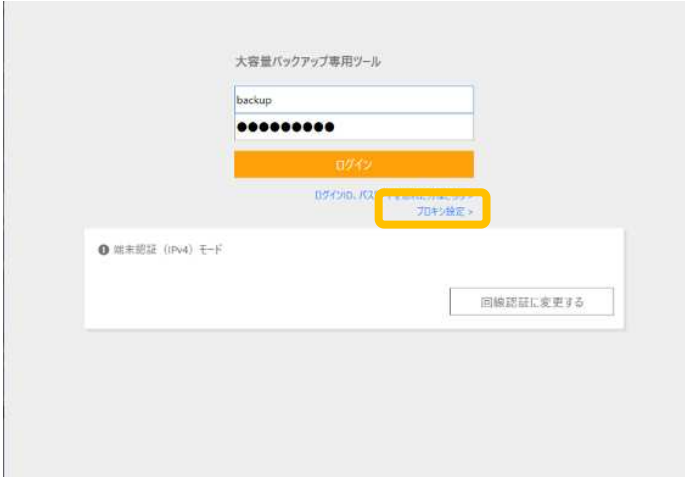 大容量バックアップ専用ツール
backup
●●●●●●●●●
ログイン
ログインID、パス
プロキシ設定 >
端末認証（IPv4）モード
回線認証に変更する